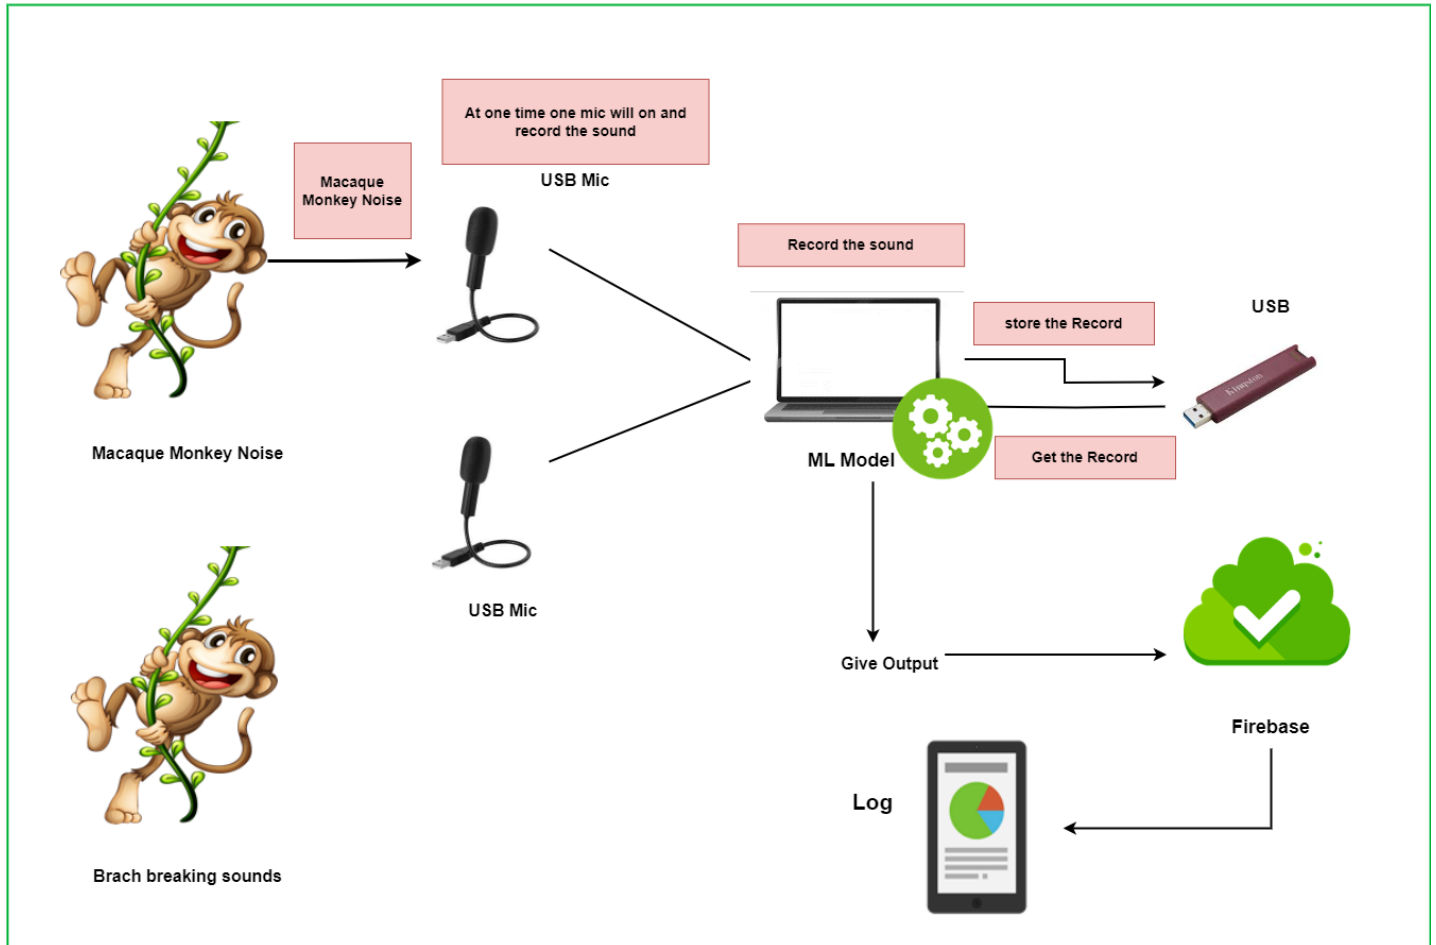 At one time one mic will on and
record the sound
USB Mic
Macaque
Monkey Noise
Record the sound
store the Record
USB
Kingston
Macaque Monkey Noise
ML Model
Get the Record
USB Mic
Give Output
Firebase
Log
Brach breaking sounds